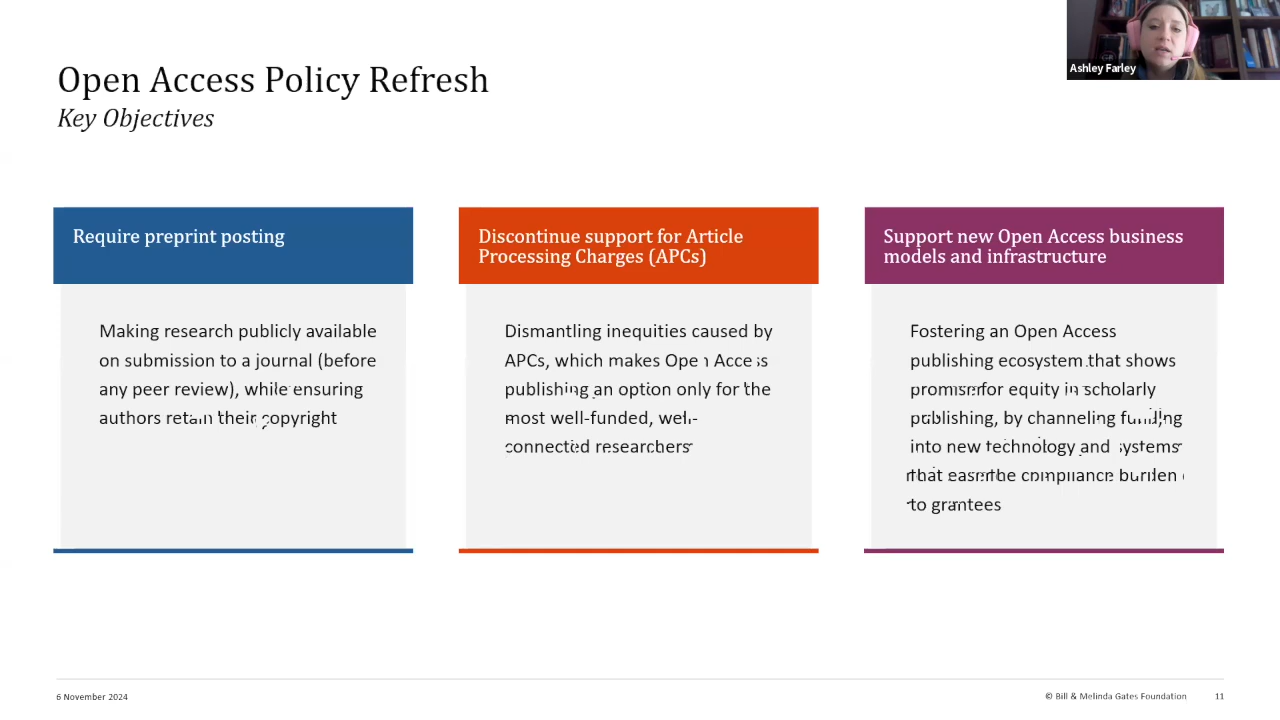 Ashley Farley
Open Access Policy Refresh
Key Objectives
Require preprint posting
Making research publicly available
on submission to a journal (before
any peer review), while ensuring
authors retain their copyright
Discontinue support for Article
Processing Charges (APCs)
Dismantling inequities caused by
APCs, which makes Open Access
publishing an option only for the
most well-funded, well-
connected researchers
Support new Open Access business
models and infrastructure
Fostering an Open Access
publishing ecosystem that shows
promise for equity in scholarly
publishing, by channeling funding
into new technology and systems
that ease the compliance burden
to grantees
6 November 2024
© Bill & Melinda Gates Foundation
11